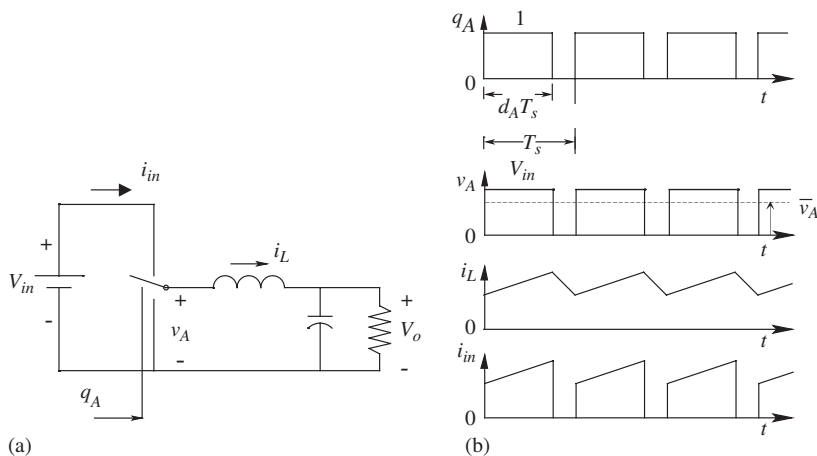 i_in
+
V_in
-
i_L
+
v_A
-
+
V_o
-
q_A
(a)
q_A
1
0
t
d_A T_s
T_s
v_A
V_in
v̅_A
0
t
i_L
0
t
i_in
0
t
(b)